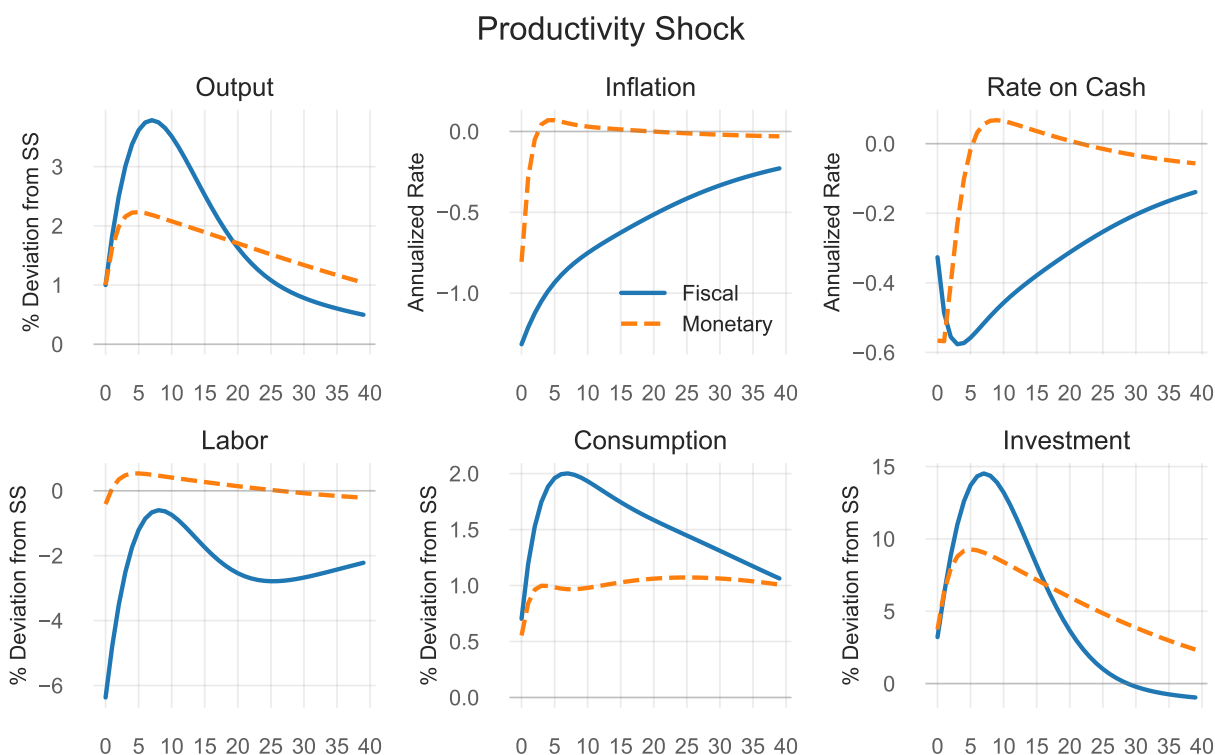 Productivity Shock
Output
Inflation
Rate on Cash
% Deviation from SS
3
2
1
0
0 5 10 15 20 25 30 35 40
Annualized Rate
0.0
−0.5
−1.0
Fiscal
Monetary
0 5 10 15 20 25 30 35 40
Annualized Rate
0.0
−0.2
−0.4
−0.6
0 5 10 15 20 25 30 35 40
Labor
Consumption
Investment
% Deviation from SS
0
−2
−4
−6
0 5 10 15 20 25 30 35 40
% Deviation from SS
2.0
1.5
1.0
0.5
0.0
0 5 10 15 20 25 30 35 40
% Deviation from SS
15
10
5
0
0 5 10 15 20 25 30 35 40